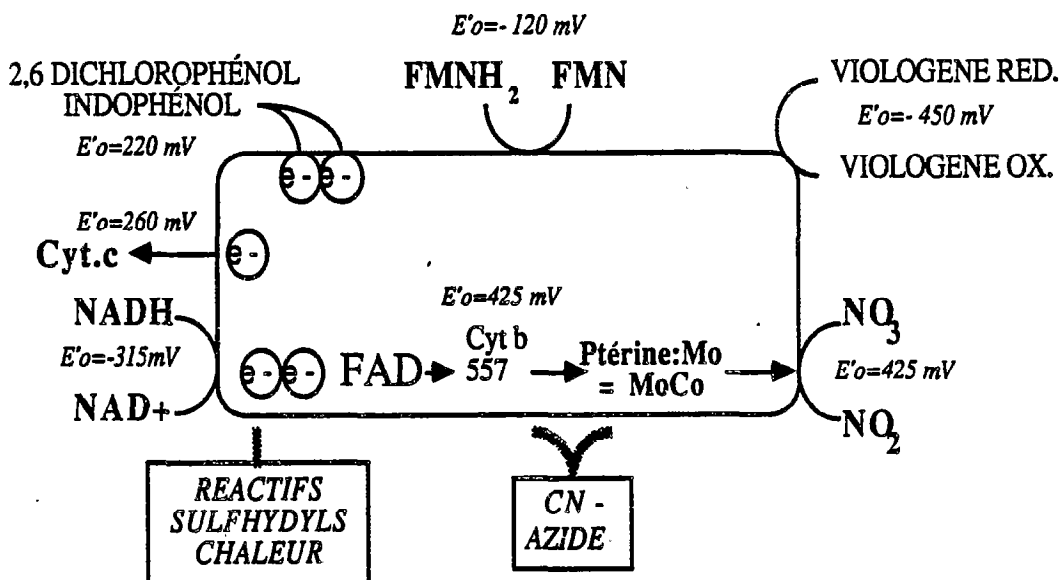 E'o=- 120 mV
2,6 DICHLOROPHÉNOL
INDOPHÉNOL
E'o=220 mV
FMNH2 FMN
VIOLOGENE RED.
E'o=- 450 mV
VIOLOGENE OX.
e - e -
E'o=260 mV
Cyt.c
e -
NADH
E'o=-315mV
NAD+
e - e -
FAD
E'o=425 mV
Cyt b
557
Ptérine:Mo
= MoCo
NO3
E'o=425 mV
NO2
REACTIFS
SULFHYDYLS
CHALEUR
CN -
AZIDE